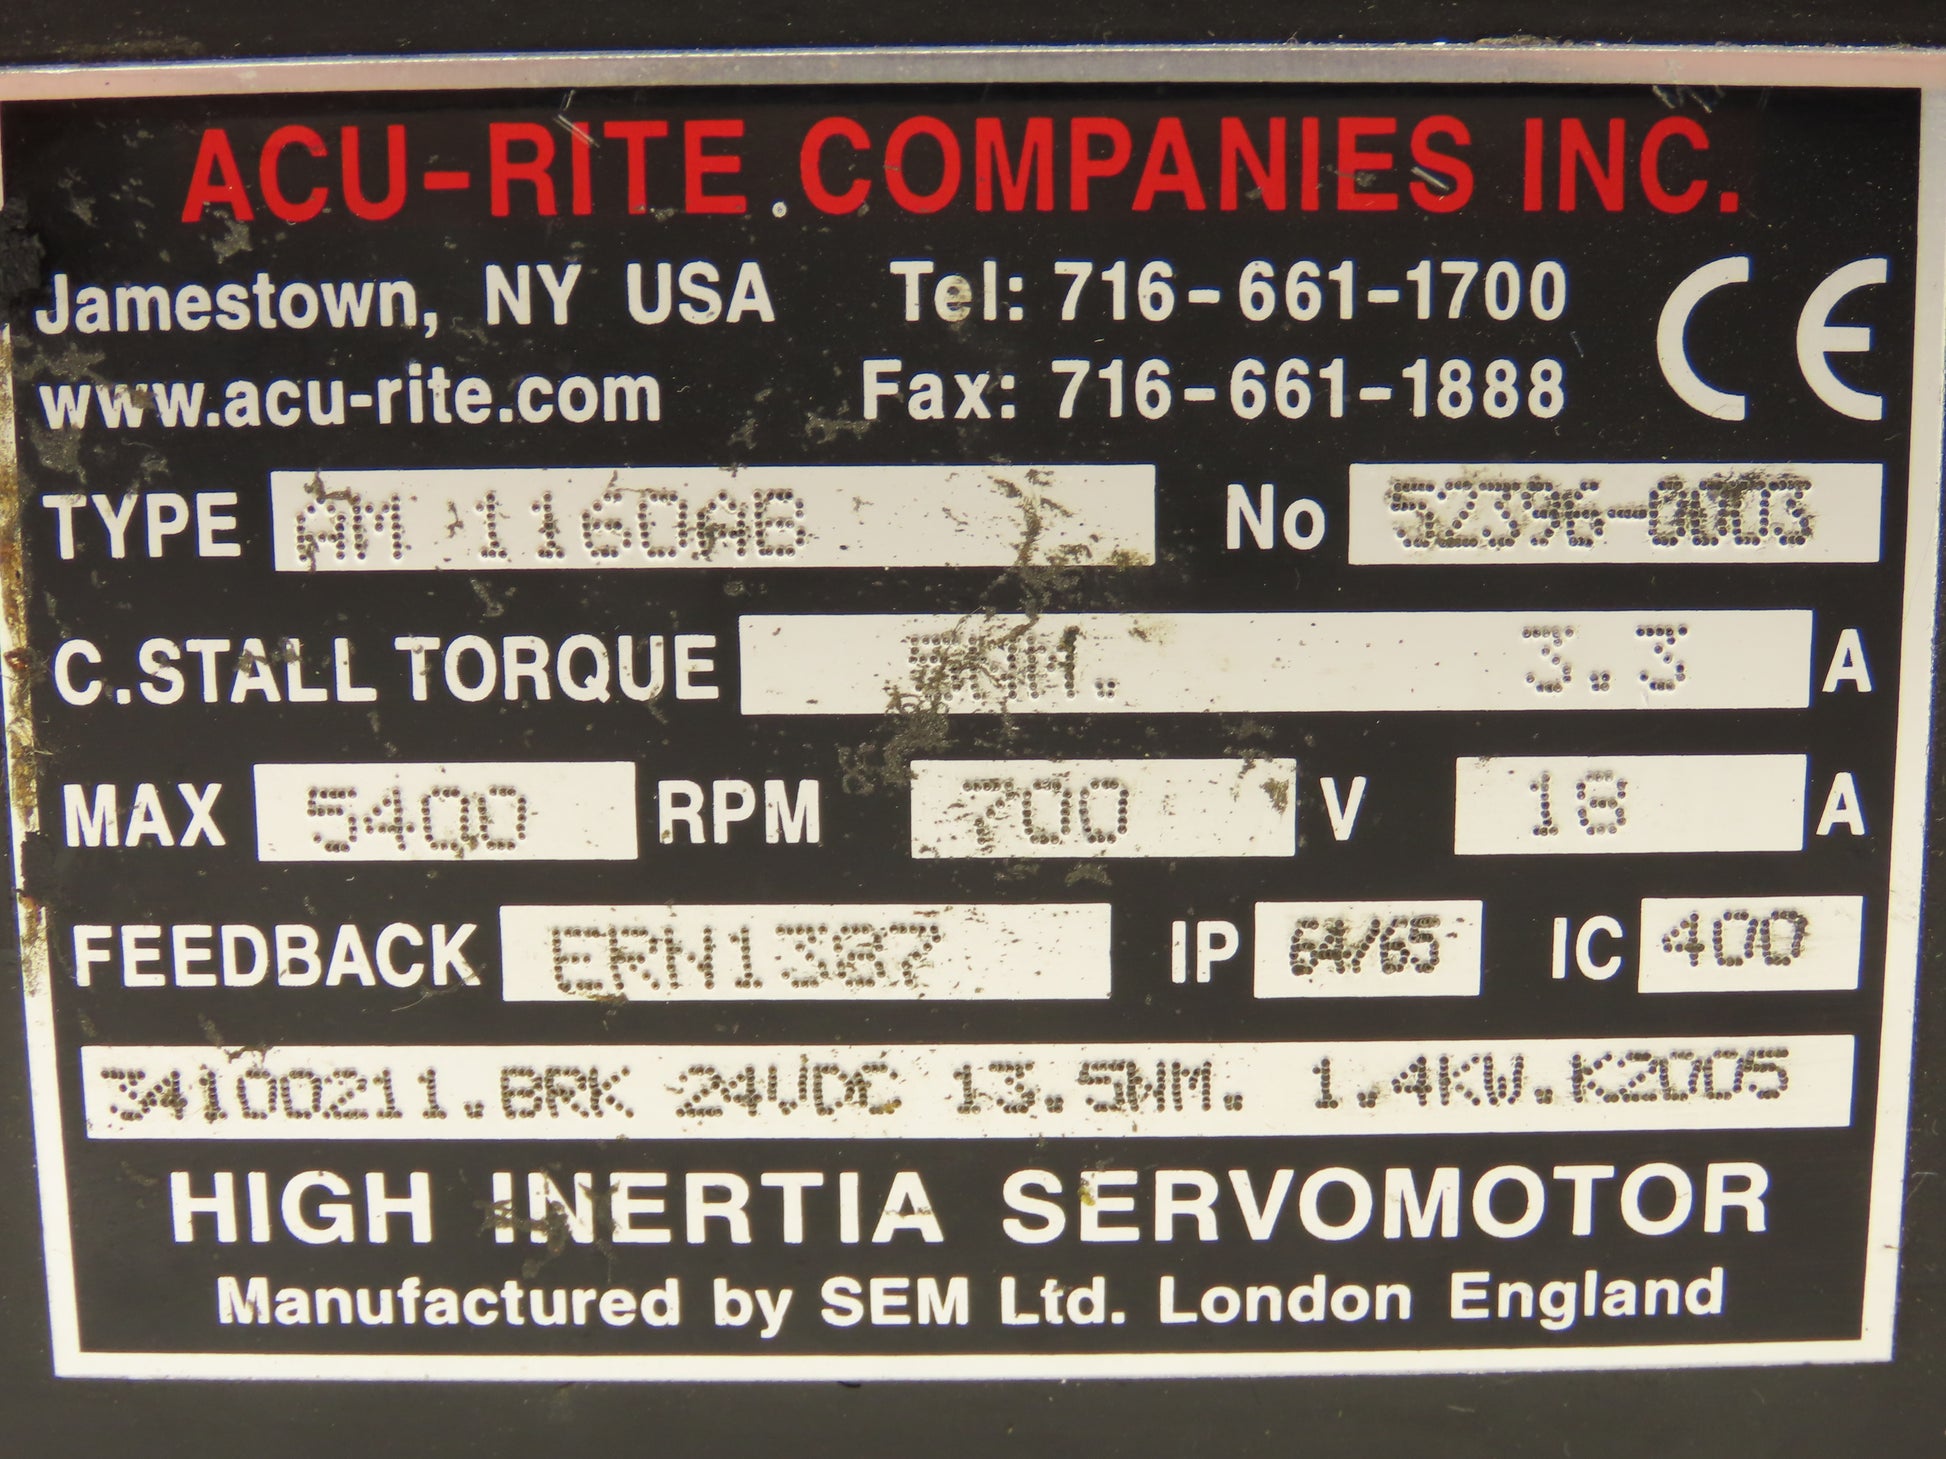 ACU-RITE COMPANIES INC.
Jamestown, NY USA Tel: 716-661-1700
www.acu-rite.com Fax: 716-661-1888
CE
TYPE AM 1160AB No 52396-0003
C.STALL TORQUE 3.3 A
MAX 5400 RPM 700 V 18 A
FEEDBACK ERN1387 IP 64/65 IC 400
34100211.BRK 24VDC 13.5NM. 1.4KW.K2005
HIGH INERTIA SERVOMOTOR
Manufactured by SEM Ltd. London England